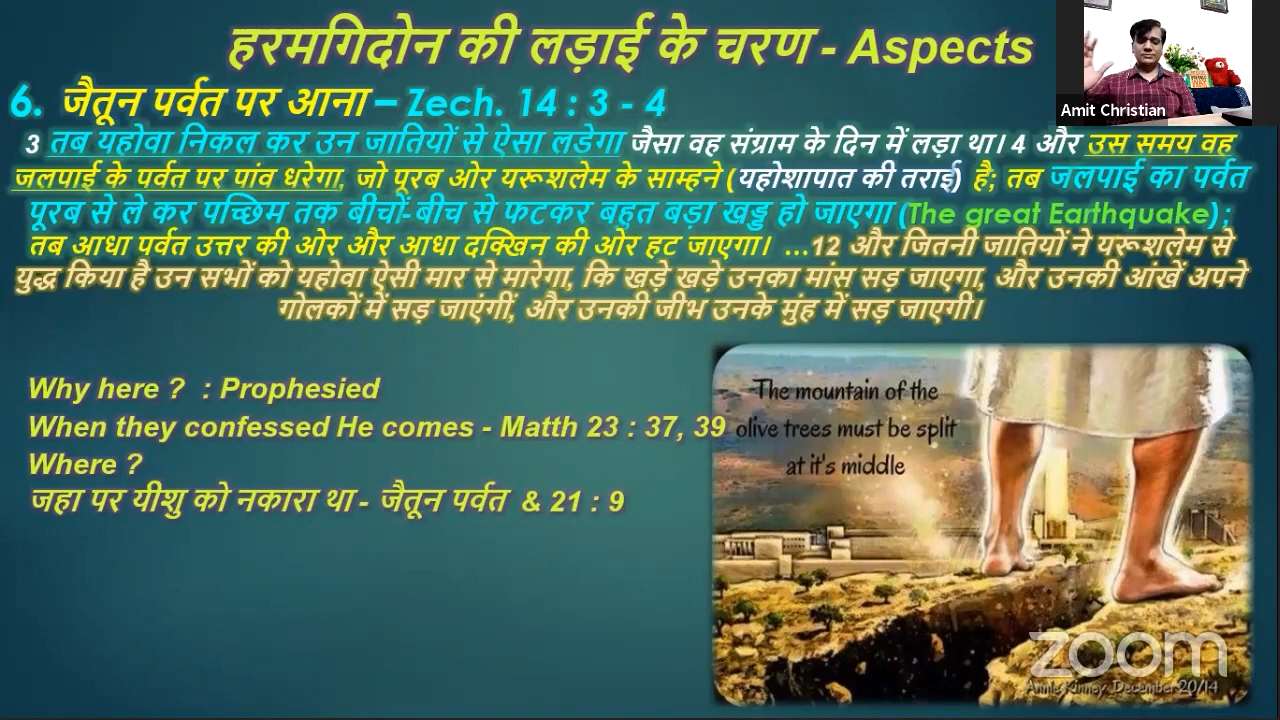 हरमगिदोन की लड़ाई के चरण - Aspects
Amit Christian
6. जैतून पर्वत पर आना – Zech. 14 : 3 - 4
3 तब यहोवा निकल कर उन जातियों से ऐसा लडेगा जैसा वह संग्राम के दिन में लड़ा था। 4 और उस समय वह
जलपाई के पर्वत पर पांव धरेगा, जो पूरब ओर यरूशलेम के साम्हने (यहोशापात की तराई) है; तब जलपाई का पर्वत
पूरब से ले कर पच्छिम तक बीचों-बीच से फटकर बहुत बड़ा खड्ड हो जाएगा (The great Earthquake);
तब आधा पर्वत उत्तर की ओर और आधा दक्खिन की ओर हट जाएगा। ...12 और जितनी जातियों ने यरूशलेम से
युद्ध किया है उन सभों को यहोवा ऐसी मार से मारेगा, कि खड़े खड़े उनका मांस सड़ जाएगा, और उनकी आंखें अपने
गोलकों में सड़ जाएंगीं, और उनकी जीभ उनके मुंह में सड़ जाएगी।
Why here ? : Prophesied
When they confessed He comes - Matth 23 : 37, 39
Where ?
जहा पर यीशु को नकारा था - जैतून पर्वत & 21 : 9
The mountain of the
olive trees must be split
at it's middle
zoom
Annie Kinney December 2014